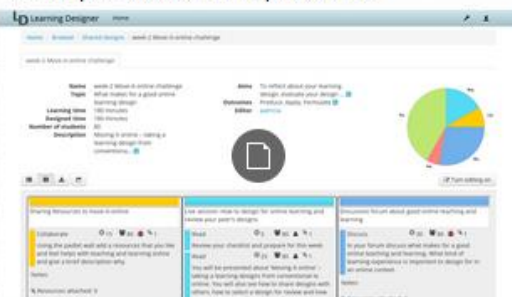 LD Learning Designer Home
Home Browser Shared designs week 2 Move it online challenge
week 2 Move it online challenge
Name week 2 Move it online challenge
Topic What makes for a good online
learning design
Learning time 180 minutes
Designed time 180 minutes
Number of students 80
Description Moving it online - taking a
learning design from
conventiona...
Aims To reflect about your learning
design, evaluate your design...
Outcomes Produce, Apply, Formulate
Editor
Turn editing on
Sharing Resources to move it online
Collaborate
Using the padlet wall add a resources that you like
and feel helps with teaching and learning online
and give a brief description why.
Notes:
Resources attached: 0
Live session: How to design for online learning and
review your peer's designs
Read
Review your checklist and prepare for this week
Read
You will be presented about 'Moving it online' -
taking a learning designs from conventional to
online. You will also see how to share designs with
others, how to select a design for review and how
Discussion forum about good online teaching and
learning
Discuss
In your forum discuss what makes for a good
online teaching and learning. What kind of
learning experience is important to design for in
an online context.
Notes: